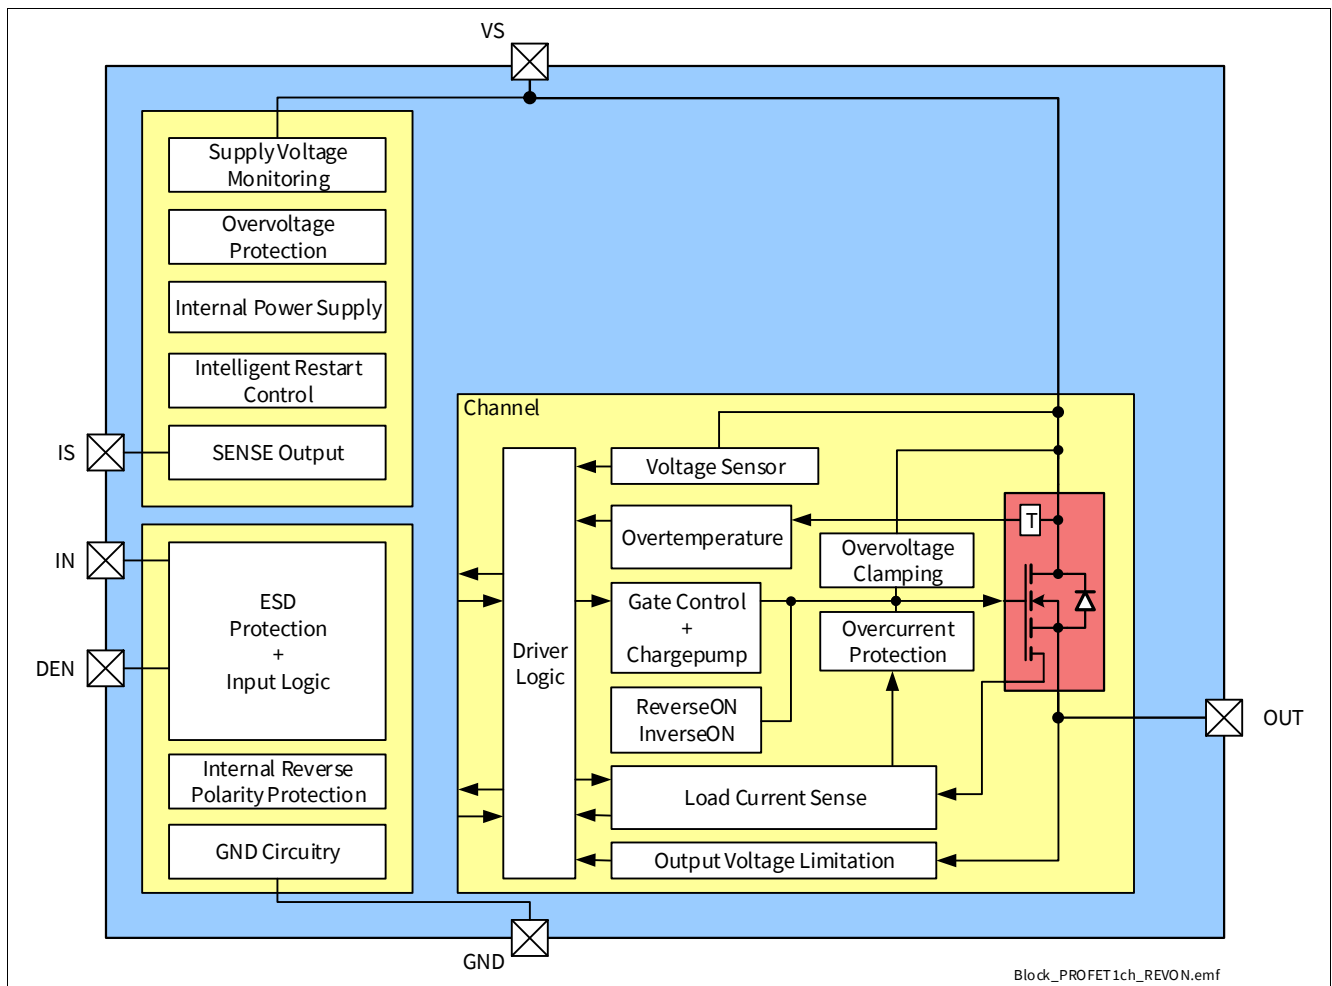 VS
Supply Voltage
Monitoring
Overvoltage
Protection
Internal Power Supply
Intelligent Restart
Control
IS
SENSE Output
IN
DEN
ESD
Protection
+
Input Logic
Internal Reverse
Polarity Protection
GND Circuitry
GND
Channel
Driver
Logic
Voltage Sensor
Overtemperature
T
Overvoltage
Clamping
Gate Control
+
Chargepump
Overcurrent
Protection
ReverseON
InverseON
Load Current Sense
Output Voltage Limitation
OUT
Block_PROFET1ch_REVON.emf